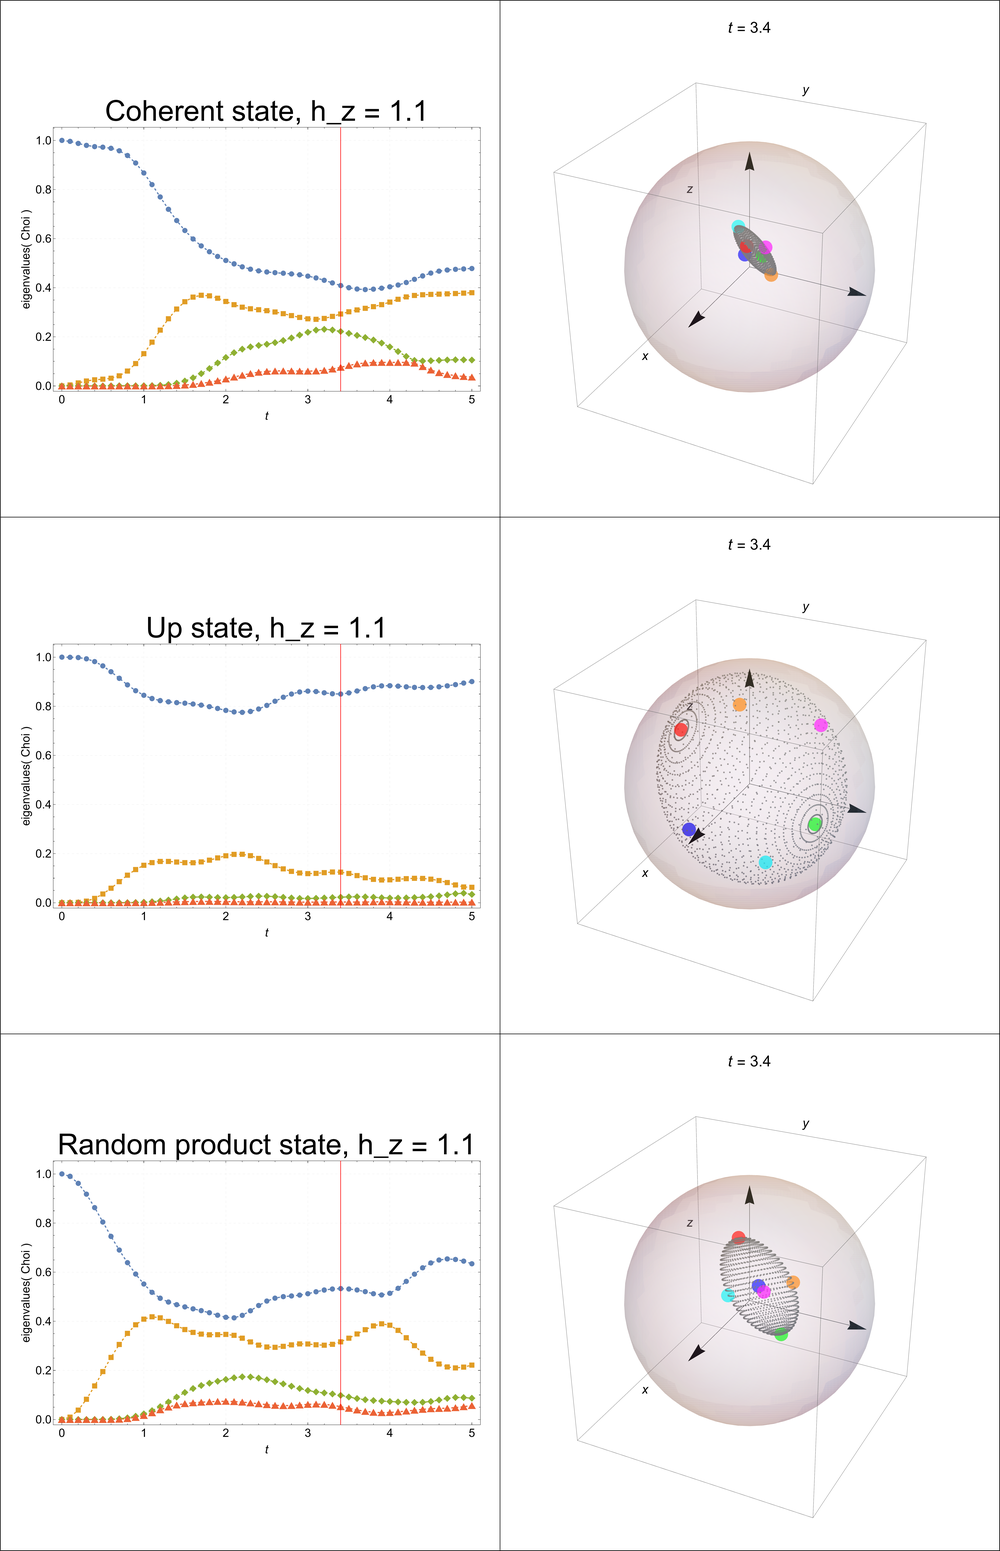 t = 3.4
Coherent state, h_z = 1.1
eigenvalues( Choi )
1.0
0.8
0.6
0.4
0.2
0.0
0 1 2 3 4 5
t
y
z
x
t = 3.4
Up state, h_z = 1.1
eigenvalues( Choi )
1.0
0.8
0.6
0.4
0.2
0.0
0 1 2 3 4 5
t
y
z
x
t = 3.4
Random product state, h_z = 1.1
eigenvalues( Choi )
1.0
0.8
0.6
0.4
0.2
0.0
0 1 2 3 4 5
t
y
z
x